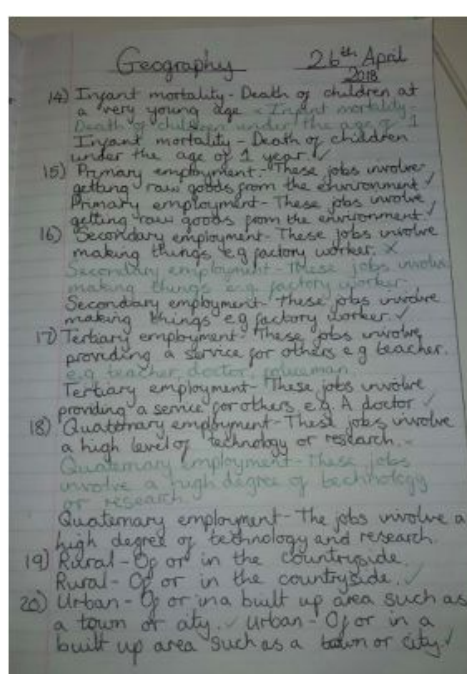 Geography 26th April
2018
14) Infant mortality - Death of children at
a very young age - Infant mortality -
Death of children under the age of 1
Infant mortality - Death of children
under the age of 1 year. ✓
15) Primary employment - These jobs involve
getting raw goods from the environment ✓
Primary employment - These jobs involve
getting raw goods from the environment. ✓
16) Secondary employment - These jobs involve
making things e.g factory worker. X
Secondary employment - These jobs involve
making things e.g. factory worker.
Secondary employment - these jobs involve
making things e.g factory worker. ✓
17) Tertiary employment - These jobs involve
providing a service for others e.g teacher.
e.g teacher, doctor, policeman
Tertiary employment - These jobs involve
providing a service for others, e.g. A doctor ✓
18) Quaternary employment - These jobs involve
a high level of technology or research.
Quaternary employment - These jobs
involve a high degree of technology
or research.
Quaternary employment - The jobs involve a
high degree of technology and research.
19) Rural - Of or in the countryside.
Rural - Of or in the countryside. ✓
20) Urban - Of or in a built up area such as
a town or city. ✓ Urban - Of or in a
built up area such as a town or city. ✓